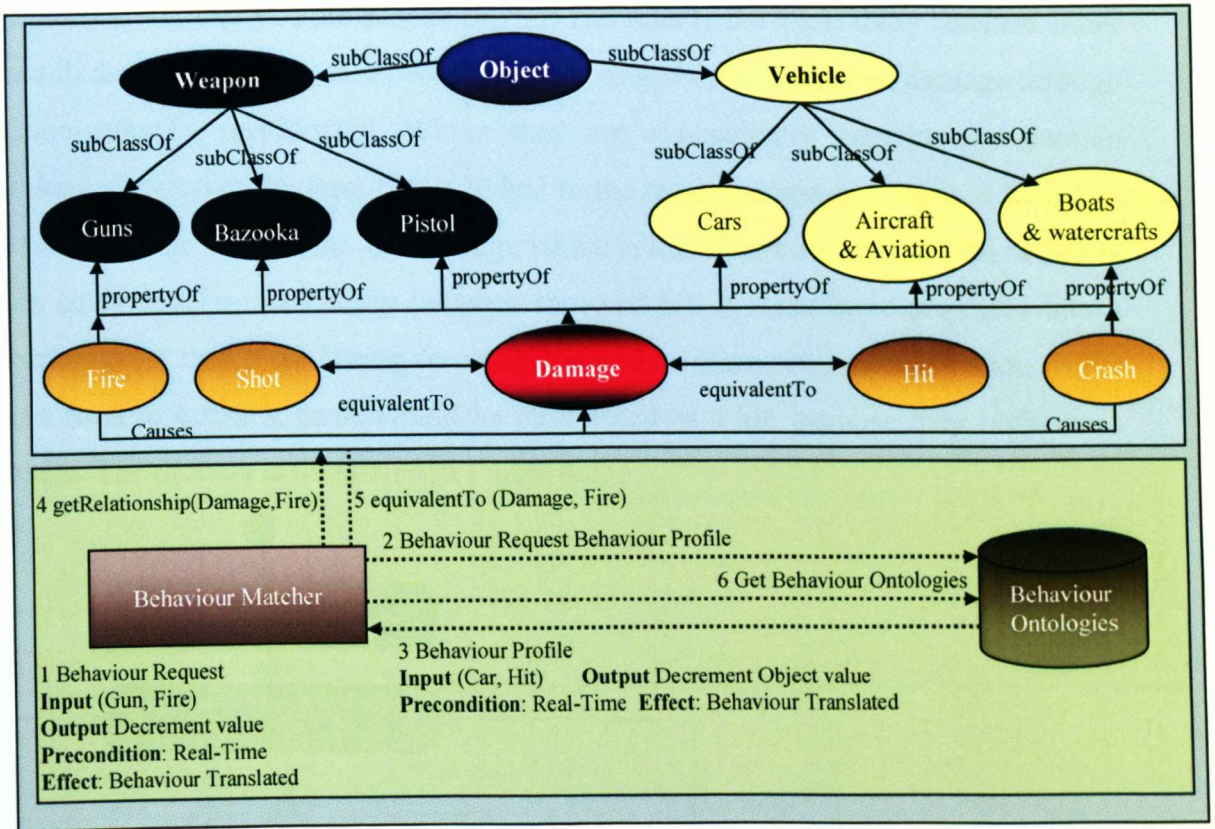 subClassOf
Object
subClassOf
Weapon
Vehicle
subClassOf
subClassOf
subClassOf
subClassOf
subClassOf
subClassOf
Guns
Bazooka
Pistol
Cars
Aircraft
& Aviation
Boats
& watercrafts
propertyOf
propertyOf
propertyOf
propertyOf
propertyOf
propertyOf
Fire
Shot
Damage
Hit
Crash
equivalentTo
equivalentTo
Causes
Causes
4 getRelationship(Damage,Fire)
5 equivalentTo (Damage, Fire)
2 Behaviour Request Behaviour Profile
6 Get Behaviour Ontologies
Behaviour Matcher
Behaviour
Ontologies
1 Behaviour Request
Input (Gun, Fire)
Output Decrement value
Precondition: Real-Time
Effect: Behaviour Translated
3 Behaviour Profile
Input (Car, Hit) Output Decrement Object value
Precondition: Real-Time Effect: Behaviour Translated